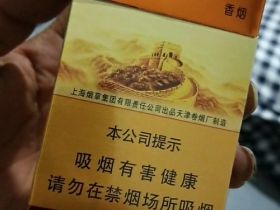 香烟
上海烟草集团有限责任公司出品天津卷烟厂制造
本公司提示
吸烟有害健康
请勿在禁烟场所吸烟